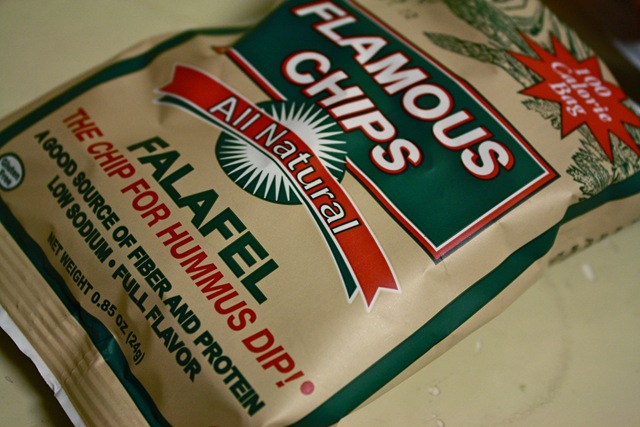 FLAMOUS
CHIPS
100
Calorie
Bag
All Natural
FALAFEL
THE CHIP FOR HUMMUS DIP!
A GOOD SOURCE OF FIBER AND PROTEIN
LOW SODIUM • FULL FLAVOR
NET WEIGHT 0.85 OZ (24g)